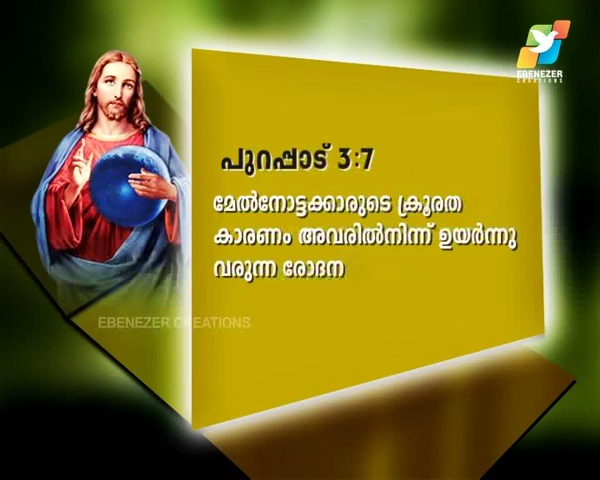 EBENEZER
CREATIONS
പുറപ്പാട് 3:7
മേൽനോട്ടക്കാരുടെ ക്രൂരത
കാരണം അവരിൽനിന്ന് ഉയർന്നു
വരുന്ന രോദന
EBENEZER CREATIONS